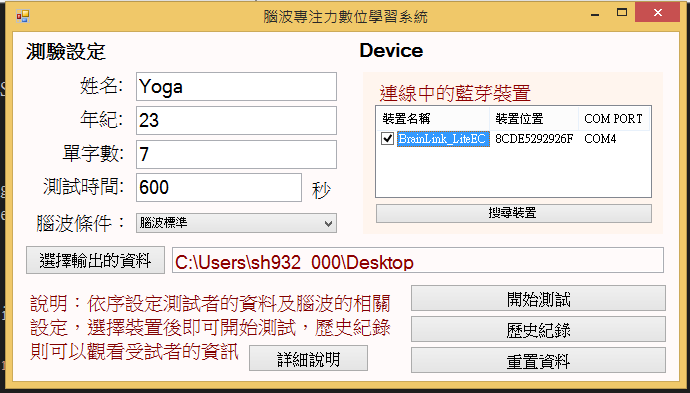 腦波專注力數位學習系統
測驗設定
姓名: Yoga
年紀: 23
單字數: 7
測試時間: 600 秒
腦波條件： 腦波標準
Device
連線中的藍芽裝置
裝置名稱 裝置位置 COM PORT
BrainLink_LiteEC 8CDE5292926F COM4
搜尋裝置
選擇輸出的資料 C:\Users\sh932_000\Desktop
說明：依序設定測試者的資料及腦波的相關
設定，選擇裝置後即可開始測試，歷史紀錄
則可以觀看受試者的資訊
詳細說明
開始測試
歷史紀錄
重置資料